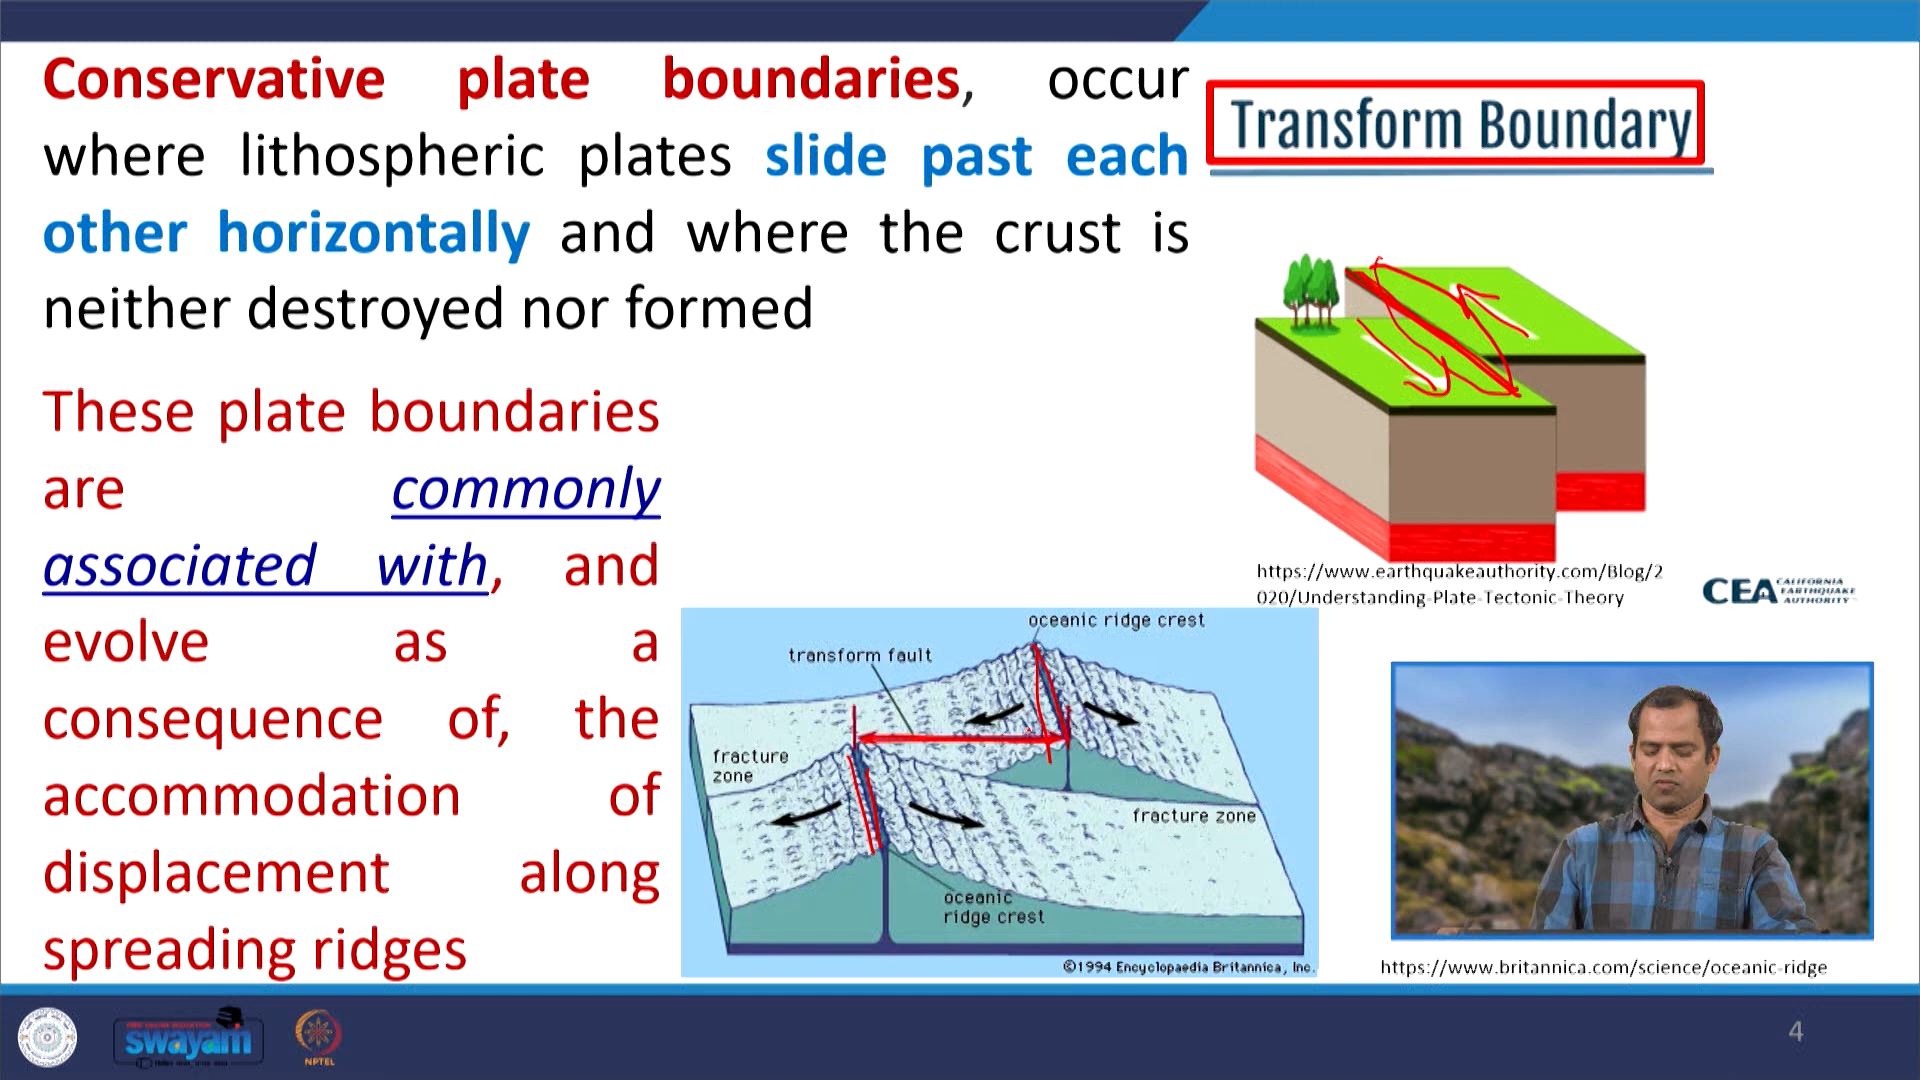 Conservative plate boundaries, occur
where lithospheric plates slide past each
other horizontally and where the crust is
neither destroyed nor formed
Transform Boundary
These plate boundaries
are commonly
associated with, and
evolve as a
consequence of, the
accommodation of
displacement along
spreading ridges
https://www.earthquakeauthority.com/Blog/2
020/Understanding-Plate-Tectonic-Theory
CEA CALIFORNIA
EARTHQUAKE
AUTHORITY
oceanic ridge crest
transform fault
fracture
zone
fracture zone
oceanic
ridge crest
©1994 Encyclopaedia Britannica, Inc.
https://www.britannica.com/science/oceanic-ridge
swayam
NPTEL
4